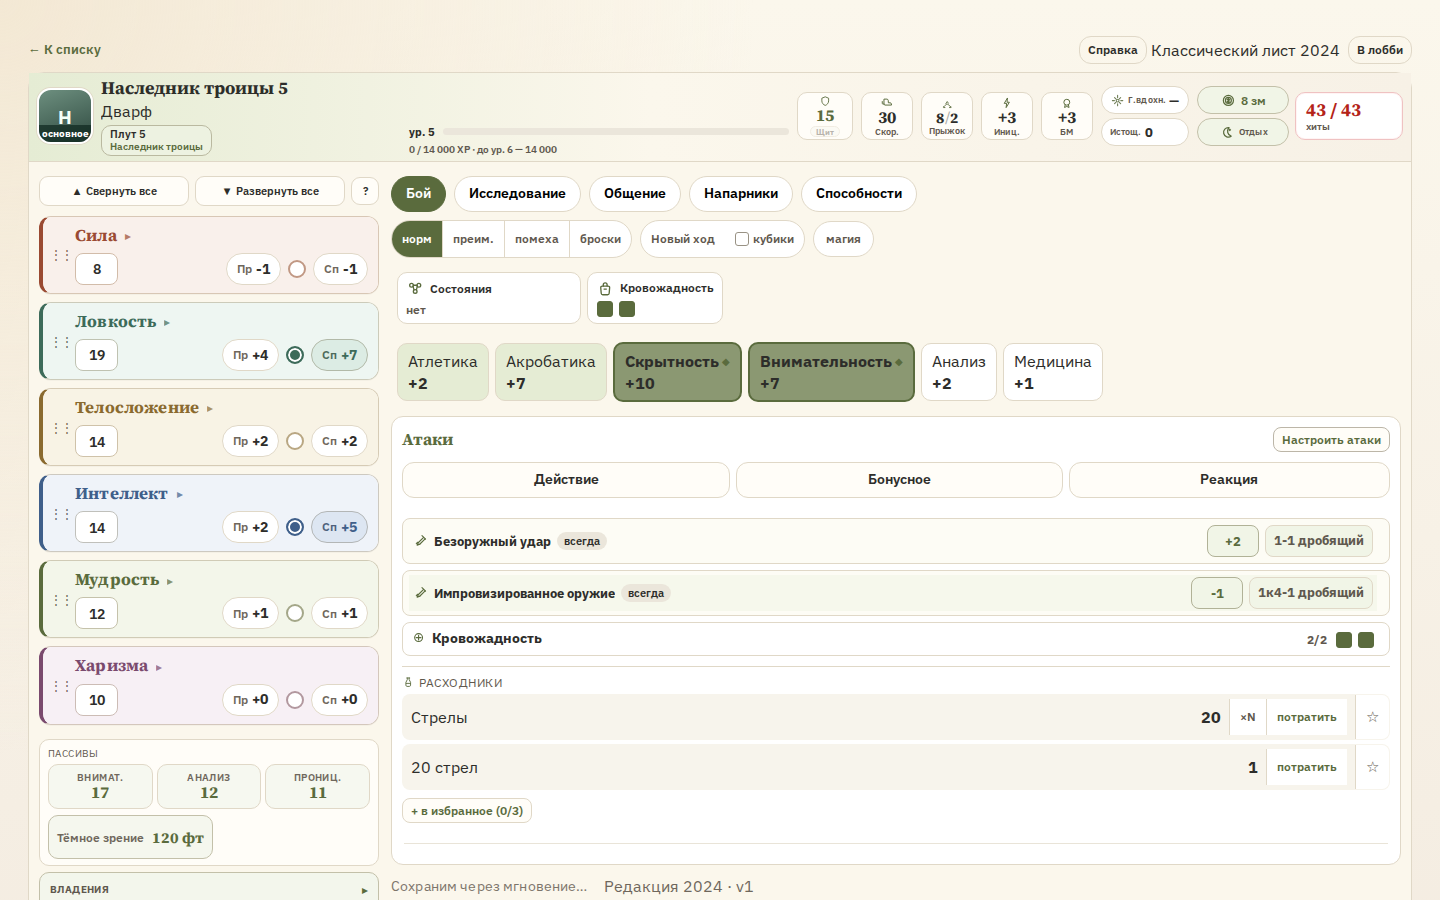 ← К списку
Справка Классический лист 2024 В лобби
Н
основное
Наследник троицы 5
Дварф
Плут 5
Наследник троицы
ур. 5
0 / 14 000 XP · до ур. 6 — 14 000
15
Щит
30
Скор.
8/2
Прыжок
+3
Иниц.
+3
БМ
Г.вдохн. —
Истощ. 0
8 зм
Отдых
43 / 43
хиты
▲ Свернуть все
▼ Развернуть все
?
Сила ▸
8 Пр -1 Сп -1
Ловкость ▸
19 Пр +4 Сп +7
Телосложение ▸
14 Пр +2 Сп +2
Интеллект ▸
14 Пр +2 Сп +5
Мудрость ▸
12 Пр +1 Сп +1
Харизма ▸
10 Пр +0 Сп +0
ПАССИВЫ
ВНИМАТ.
17
АНАЛИЗ
12
ПРОНИЦ.
11
Тёмное зрение 120 фт
ВЛАДЕНИЯ ▸
Бой Исследование Общение Напарники Способности
норм преим. помеха броски Новый ход кубики магия
Состояния
нет
Кровожадность
Атлетика
+2
Акробатика
+7
Скрытность ◆
+10
Внимательность ◆
+7
Анализ
+2
Медицина
+1
Атаки
Настроить атаки
Действие Бонусное Реакция
Безоружный удар всегда +2 1-1 дробящий
Импровизированное оружие всегда -1 1к4-1 дробящий
Кровожадность 2/2
РАСХОДНИКИ
Стрелы 20 ×N потратить ☆
20 стрел 1 потратить ☆
+ в избранное (0/3)
Сохраним через мгновение… Редакция 2024 · v1